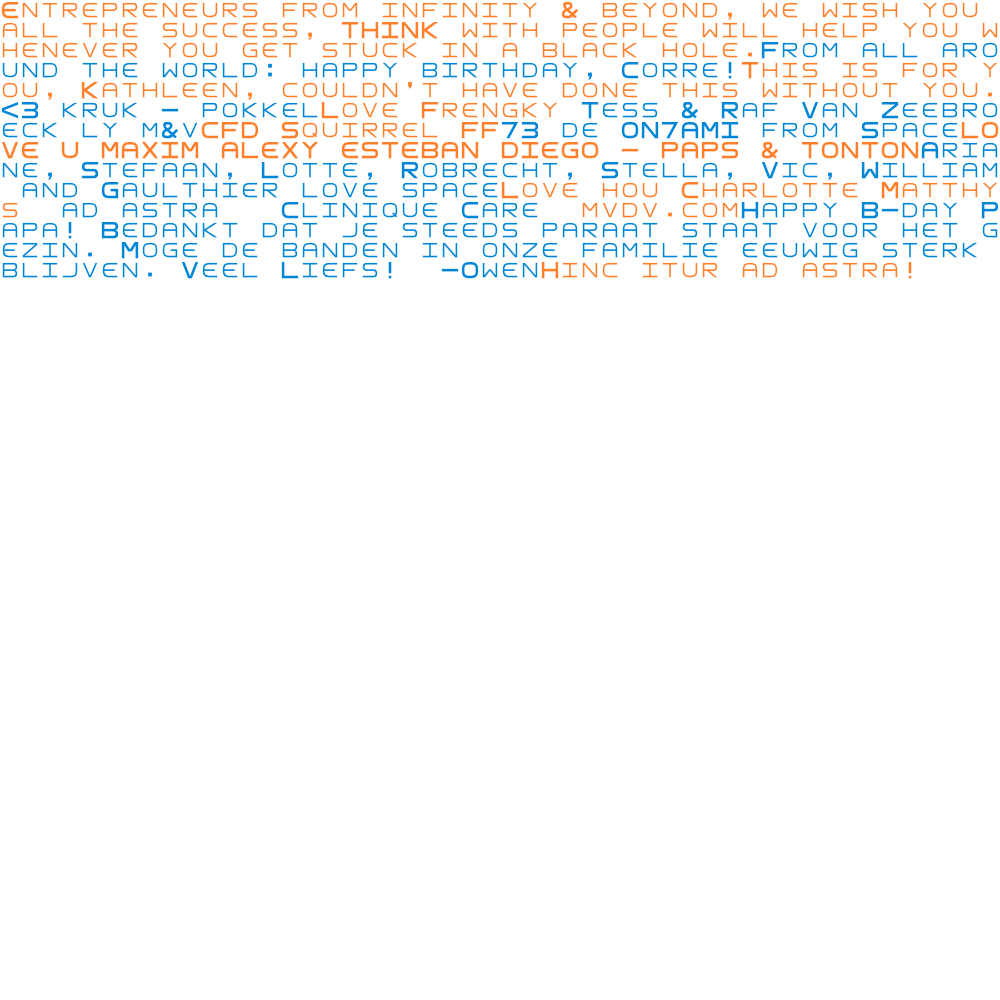 ENTREPRENEURS FROM INFINITY & BEYOND, WE WISH YOU
ALL THE SUCCESS, THINK WITH PEOPLE WILL HELP YOU W
HENEVER YOU GET STUCK IN A BLACK HOLE.FROM ALL ARO
UND THE WORLD: HAPPY BIRTHDAY, CORRE!THIS IS FOR Y
OU, KATHLEEN, COULDN'T HAVE DONE THIS WITHOUT YOU.
<3 KRUK - POKKELLOVE FRENGKY TESS & RAF VAN ZEEBRO
ECK LY M&VCFD SQUIRREL FF73 DE ON7AMI FROM SPACELO
VE U MAXIM ALEXY ESTEBAN DIEGO - PAPS & TONTONARIA
NE, STEFAAN, LOTTE, ROBRECHT, STELLA, VIC, WILLIAM
AND GAULTHIER LOVE SPACELOVE HOU CHARLOTTE MATTHY
S AD ASTRA CLINIQUE CARE MVDV.COMHAPPY B-DAY P
APA! BEDANKT DAT JE STEEDS PARAAT STAAT VOOR HET G
EZIN. MOGE DE BANDEN IN ONZE FAMILIE EEUWIG STERK
BLIJVEN. VEEL LIEFS! -OWENHINC ITUR AD ASTRA!